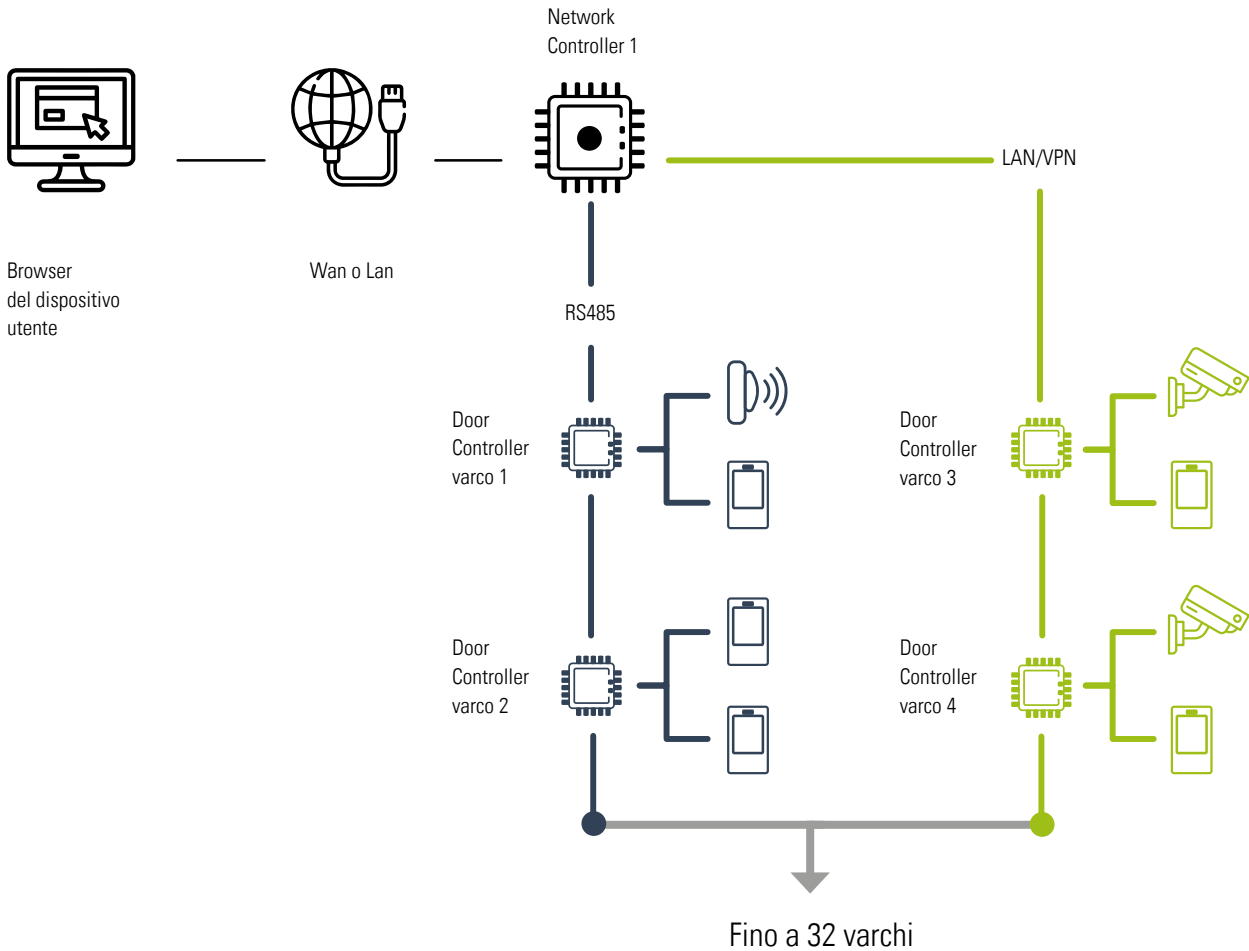 Network
Controller 1
Browser
del dispositivo
utente
Wan o Lan
LAN/VPN
RS485
Door
Controller
varco 1
Door
Controller
varco 3
Door
Controller
varco 2
Door
Controller
varco 4
Fino a 32 varchi